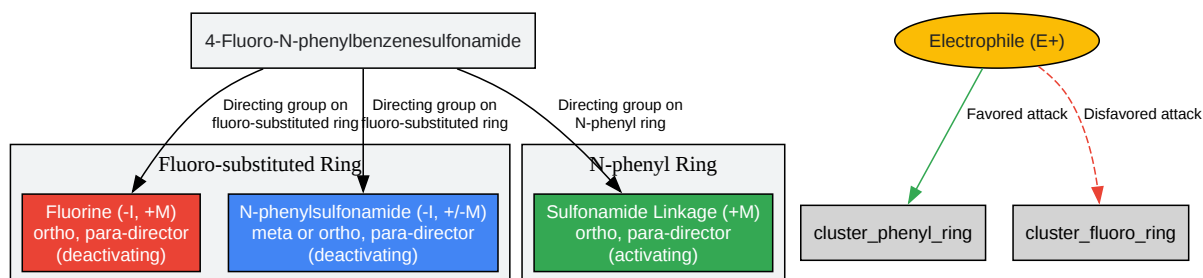 4-Fluoro-N-phenylbenzenesulfonamide
Electrophile (E+)
Directing group on
fluoro-substituted ring
Directing group on
fluoro-substituted ring
Directing group on
N-phenyl ring
Favored attack
Disfavored attack
Fluoro-substituted Ring
N-phenyl Ring
Fluorine (-I, +M)
ortho, para-director
(deactivating)
N-phenylsulfonamide (-I, +/-M)
meta or ortho, para-director
(deactivating)
Sulfonamide Linkage (+M)
ortho, para-director
(activating)
cluster_phenyl_ring
cluster_fluoro_ring